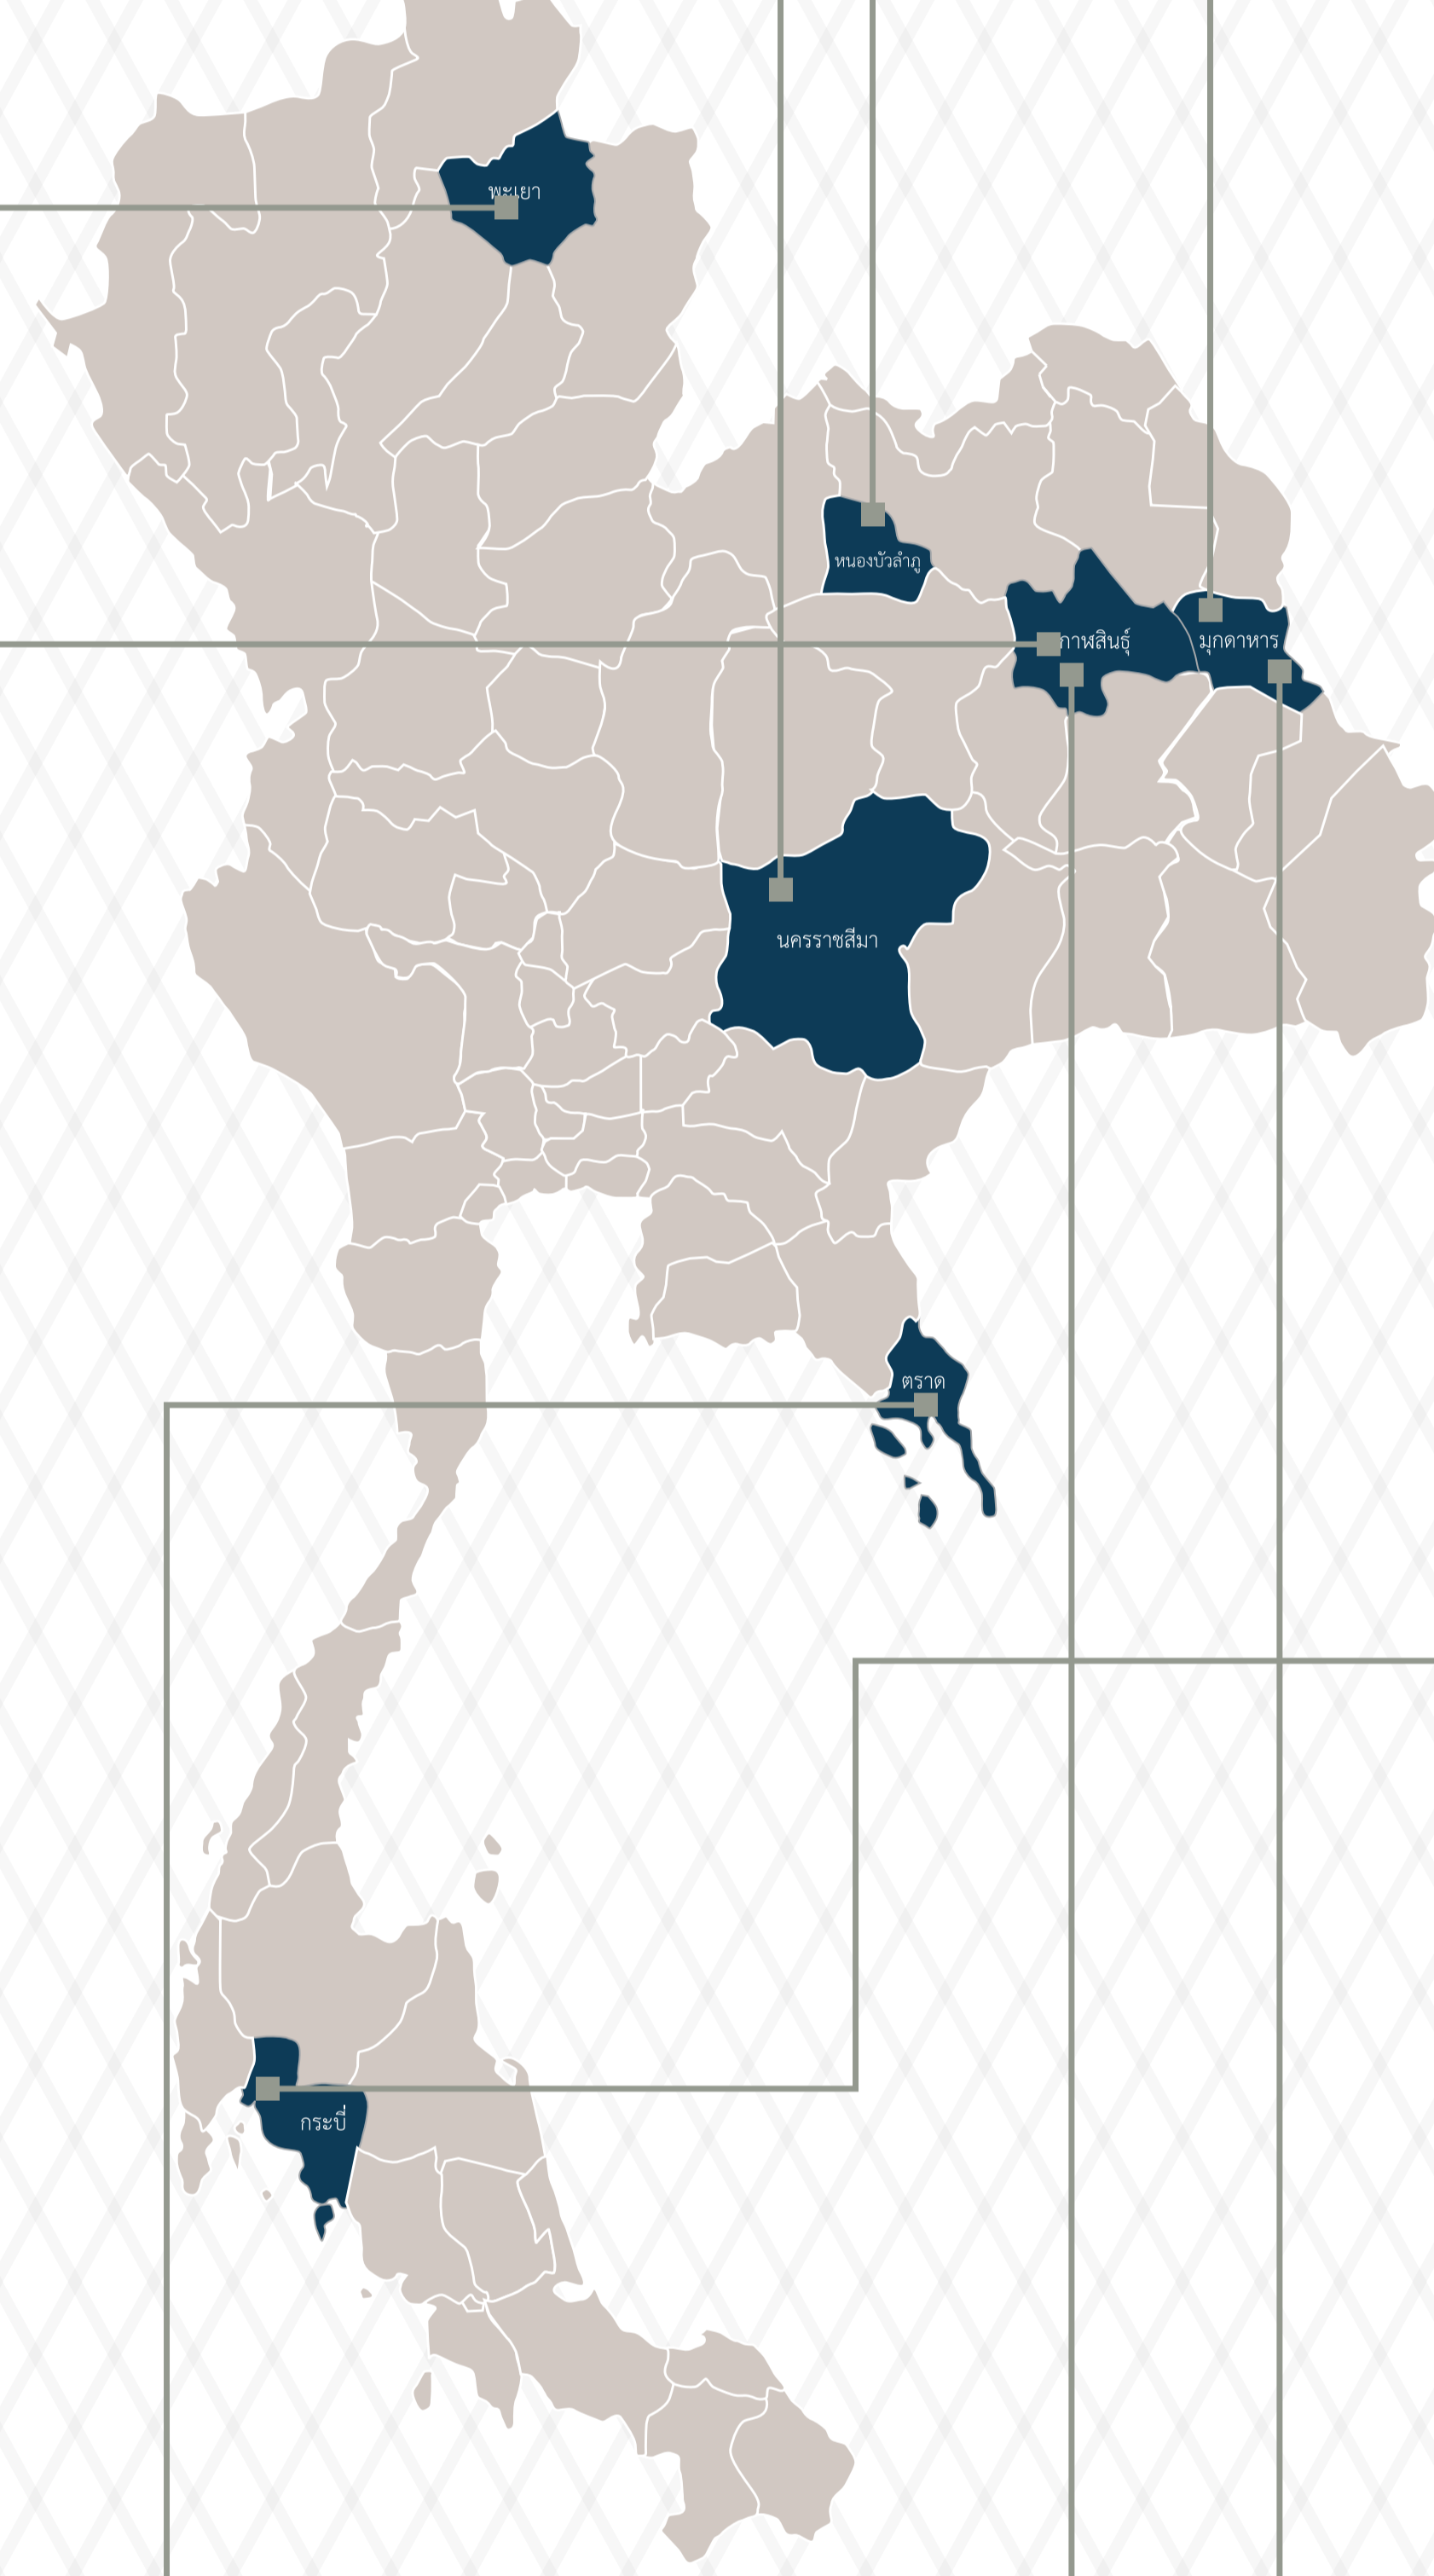 พะเยา
หนองบัวลำภู
กาฬสินธุ์
มุกดาหาร
นครราชสีมา
ตราด
กระบี่